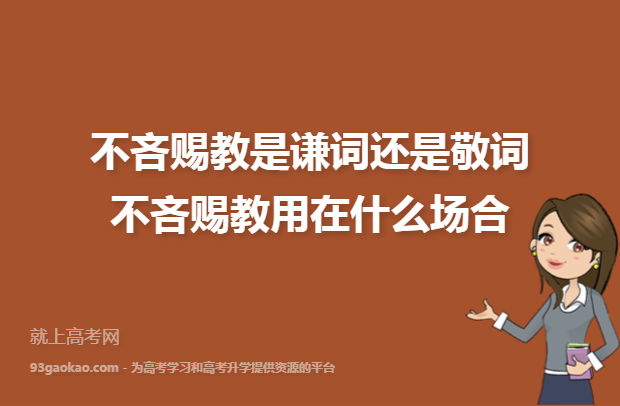 不吝赐教是谦词还是敬词
不吝赐教用在什么场合
就上高考网
93gaokao.com - 为高考学习和高考升学提供资源的平台